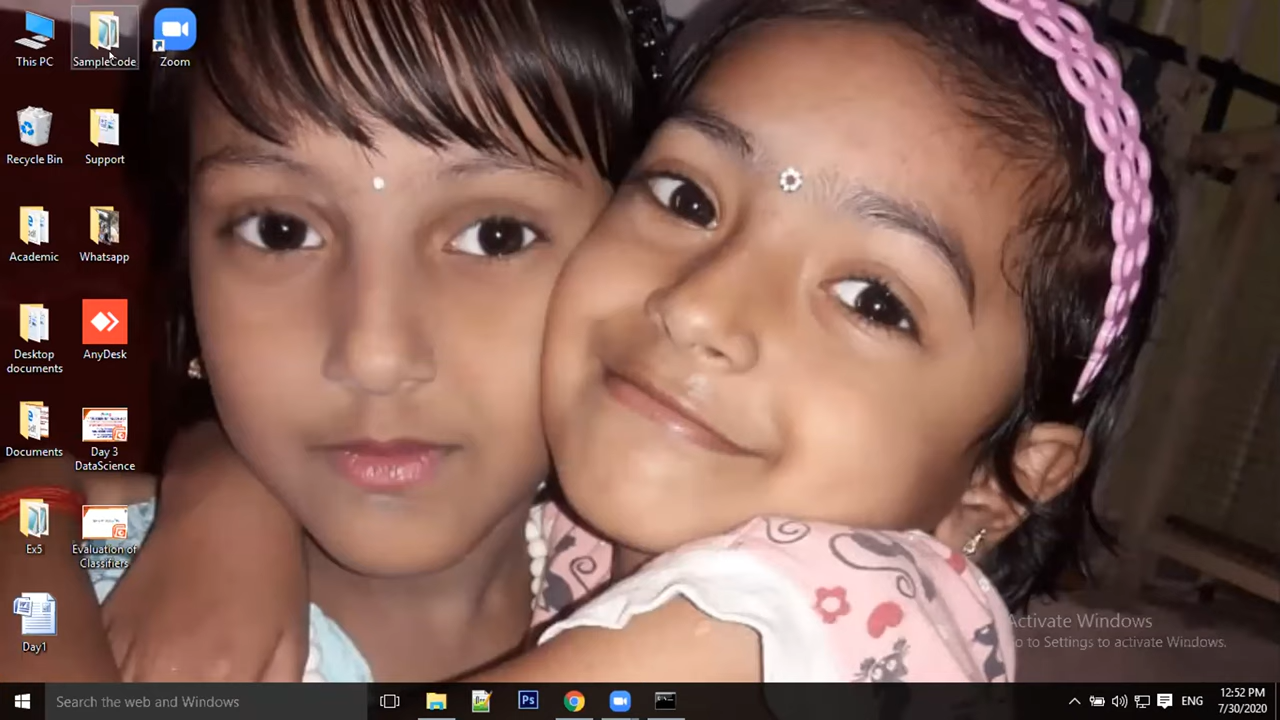 This PC
SampleCode
Zoom
Recycle Bin
Support
Academic
Whatsapp
Desktop
documents
AnyDesk
Documents
Day 3
DataScience
Ex5
Evaluation of
Classifiers
Day1
Activate Windows
Go to Settings to activate Windows.
Search the web and Windows
Ps
ENG
12:52 PM
7/30/2020